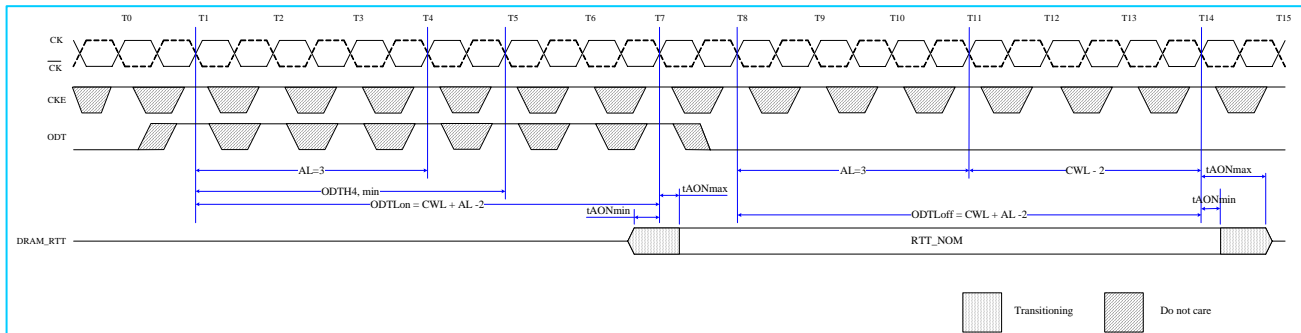 T0 T1 T2 T3 T4 T5 T6 T7 T8 T9 T10 T11 T12 T13 T14 T15
CK
CK
CKE
ODT
AL=3 AL=3 CWL - 2 tAONmax
ODTH4, min tAONmax
ODTLon = CWL + AL -2 tAONmin
tAONmin ODTLoff = CWL + AL -2
DRAM_RTT RTT_NOM
Transitioning Do not care